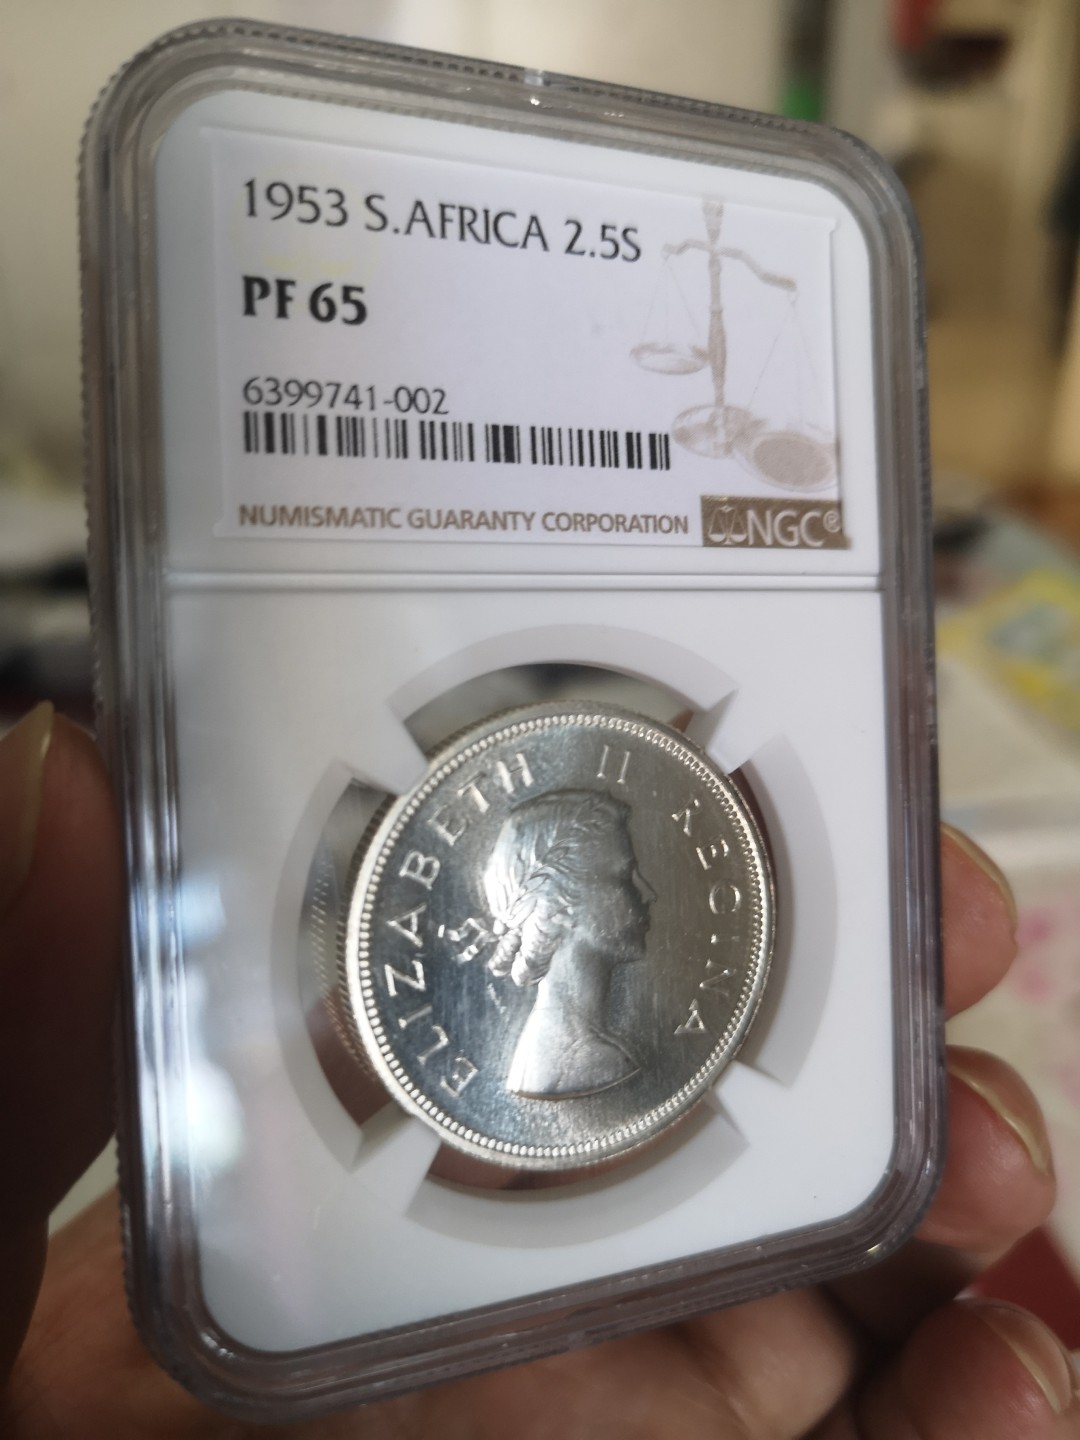 1953 S.AFRICA 2.5S
PF 65
6399741-002
NUMISMATIC GUARANTY CORPORATION NGC®
ELIZABETH II REGINA